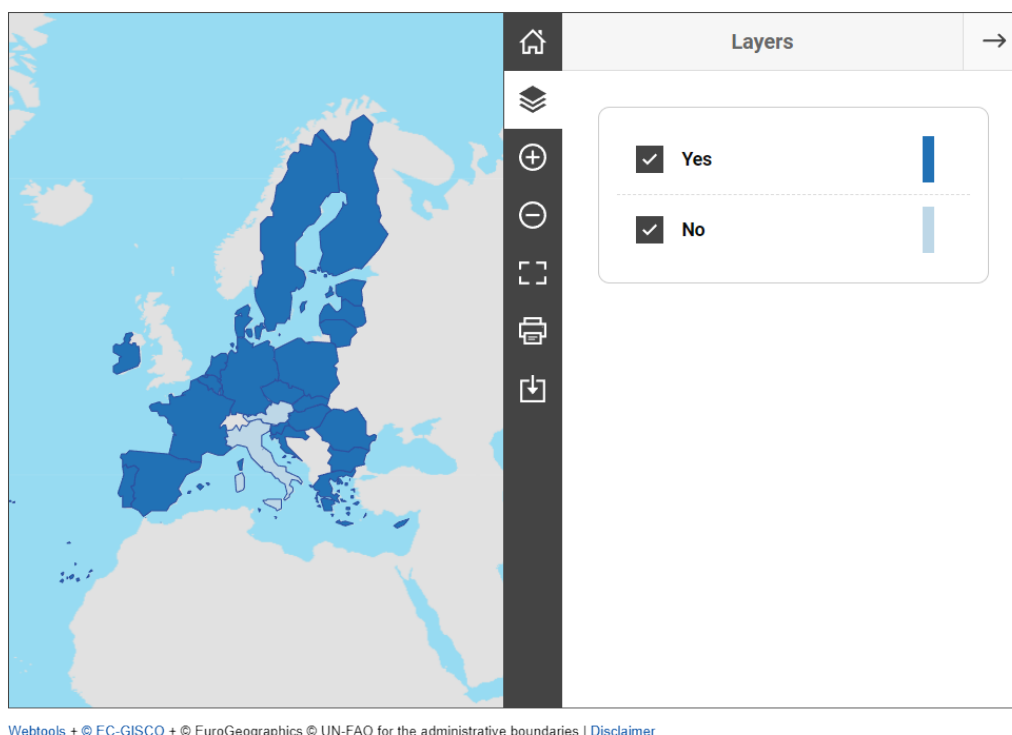 Layers
Yes
No
Webtools + © EC-GISCO + © EuroGeographics © UN-FAO for the administrative boundaries | Disclaimer